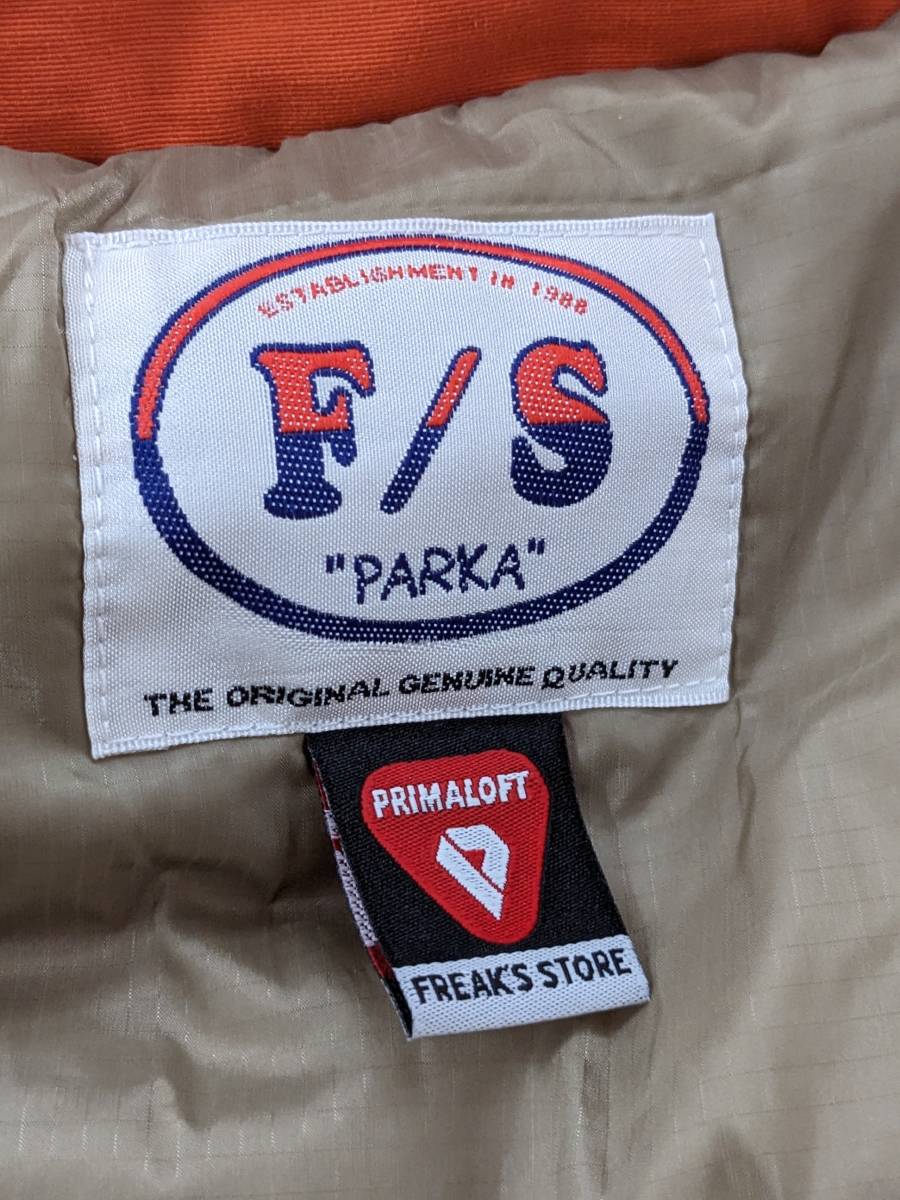 ESTABLISHMENT IN 1988
F/S
"PARKA"
THE ORIGINAL GENUINE QUALITY
PRIMALOFT
FREAK'S STORE